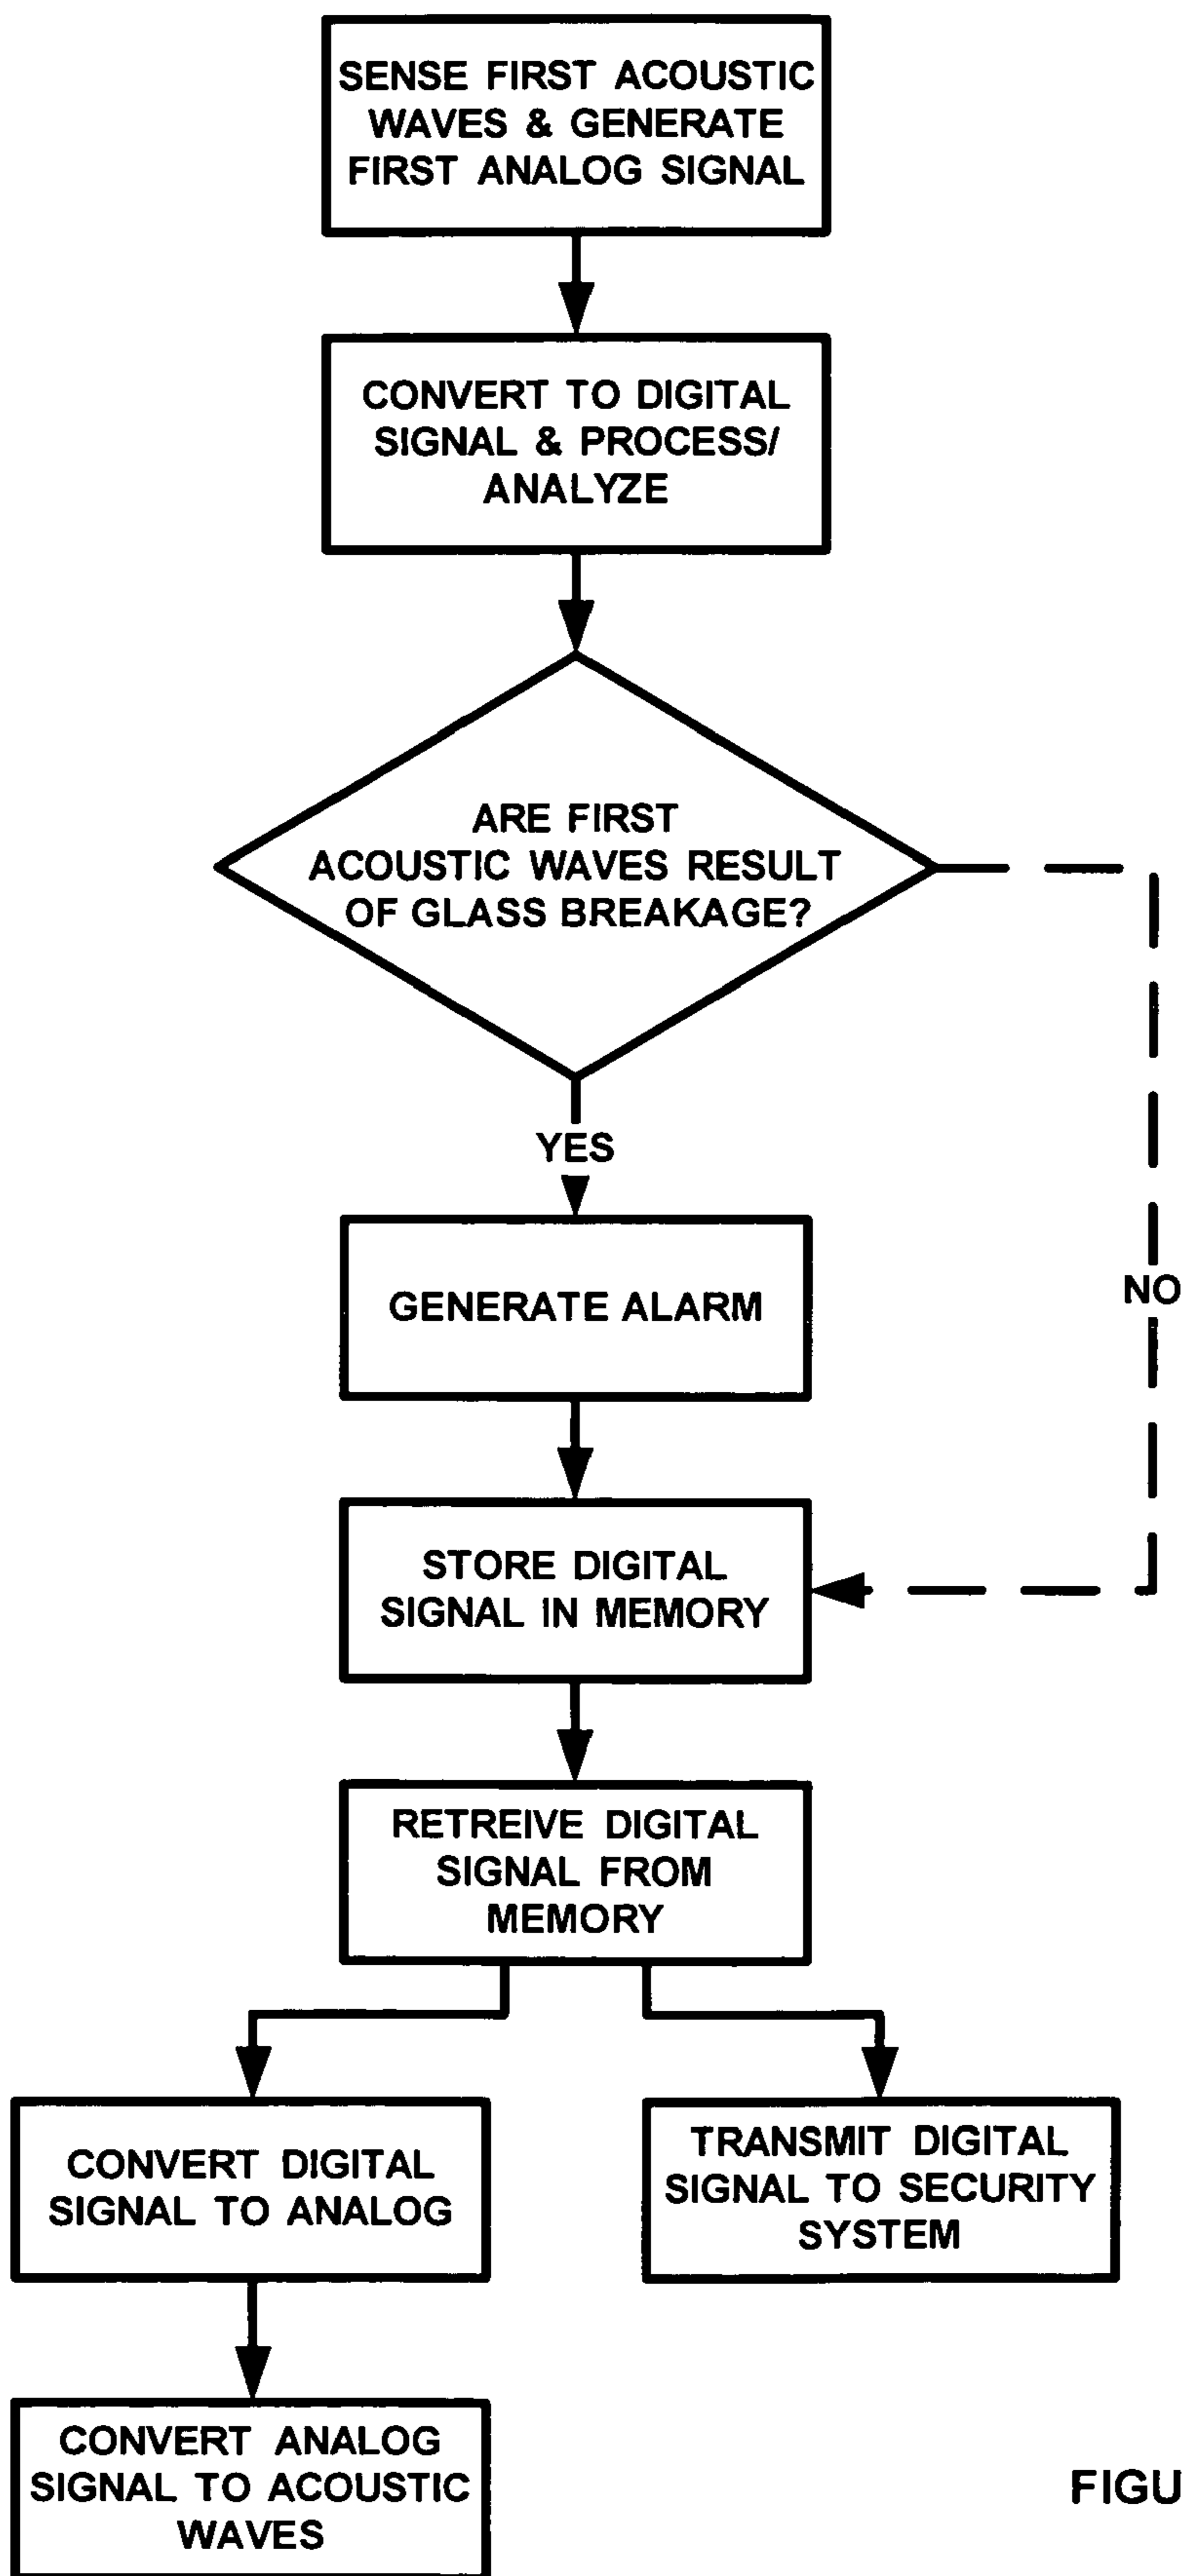 SENSE FIRST ACOUSTIC
WAVES & GENERATE
FIRST ANALOG SIGNAL
CONVERT TO DIGITAL
SIGNAL & PROCESS/
ANALYZE
ARE FIRST
ACOUSTIC WAVES RESULT
OF GLASS BREAKAGE?
YES
GENERATE ALARM
NO
STORE DIGITAL
SIGNAL IN MEMORY
RETREIVE DIGITAL
SIGNAL FROM
MEMORY
CONVERT DIGITAL
SIGNAL TO ANALOG
TRANSMIT DIGITAL
SIGNAL TO SECURITY
SYSTEM
CONVERT ANALOG
SIGNAL TO ACOUSTIC
WAVES
FIGU